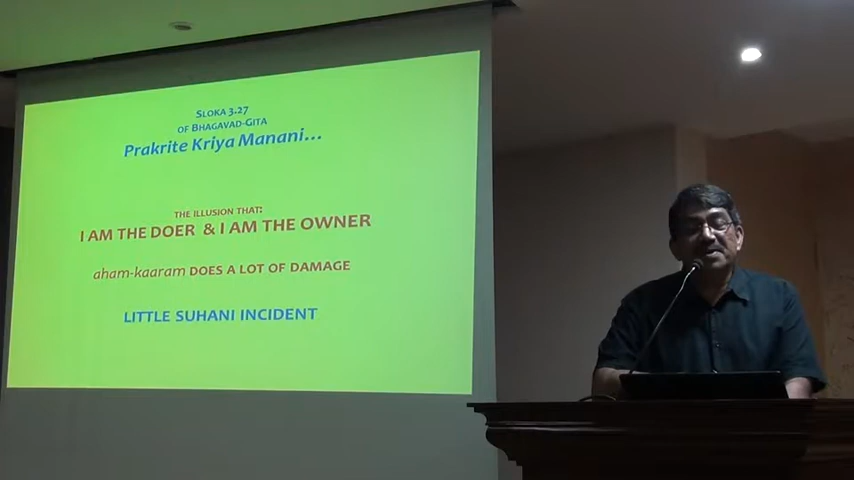 SLOKA 3.27
OF BHAGAVAD-GITA
Prakrite Kriya Manani...
THE ILLUSION THAT:
I AM THE DOER & I AM THE OWNER
aham-kaaram DOES A LOT OF DAMAGE
LITTLE SUHANI INCIDENT